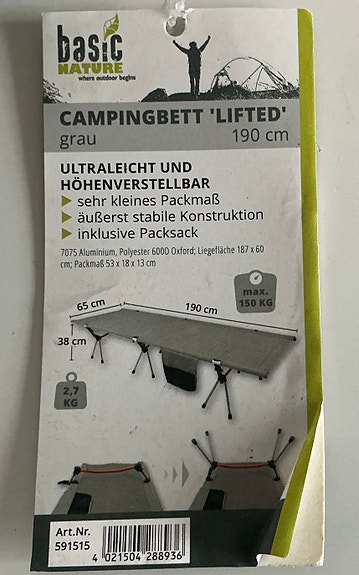 basic
NATURE
where outdoor begins
CAMPINGBETT 'LIFTED'
grau 190 cm
ULTRALEICHT UND
HÖHENVERSTELLBAR
sehr kleines Packmaß
äußerst stabile Konstruktion
inklusive Packsack
7075 Aluminium, Polyester 600D Oxford; Liegefläche 187 x 60
cm; Packmaß 53 x 18 x 13 cm
65 cm
190 cm
max.
150 KG
38 cm
2,7
KG
Art.Nr.
591515
4 021504 288936